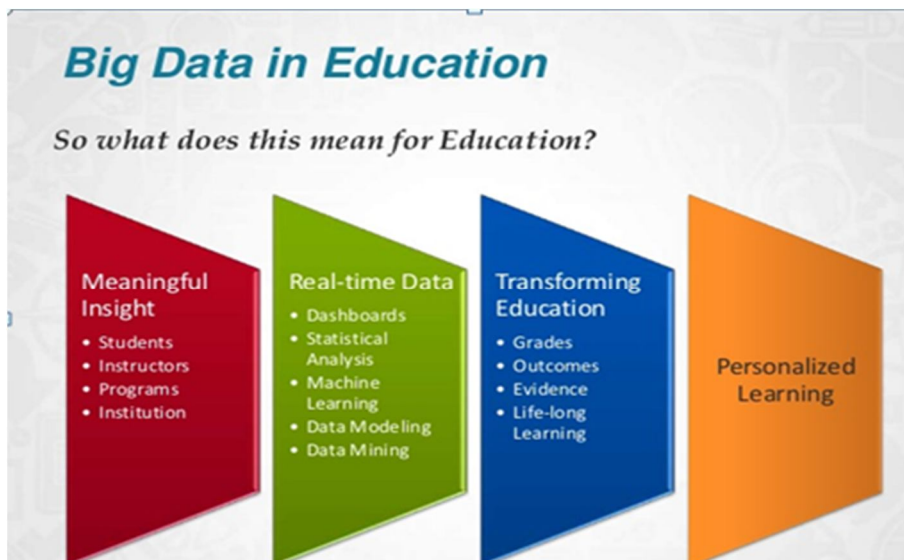 Big Data in Education
So what does this mean for Education?
Meaningful
Insight
• Students
• Instructors
• Programs
• Institution
Real-time Data
• Dashboards
• Statistical
Analysis
• Machine
Learning
• Data Modeling
• Data Mining
Transforming
Education
• Grades
• Outcomes
• Evidence
• Life-long
Learning
Personalized
Learning